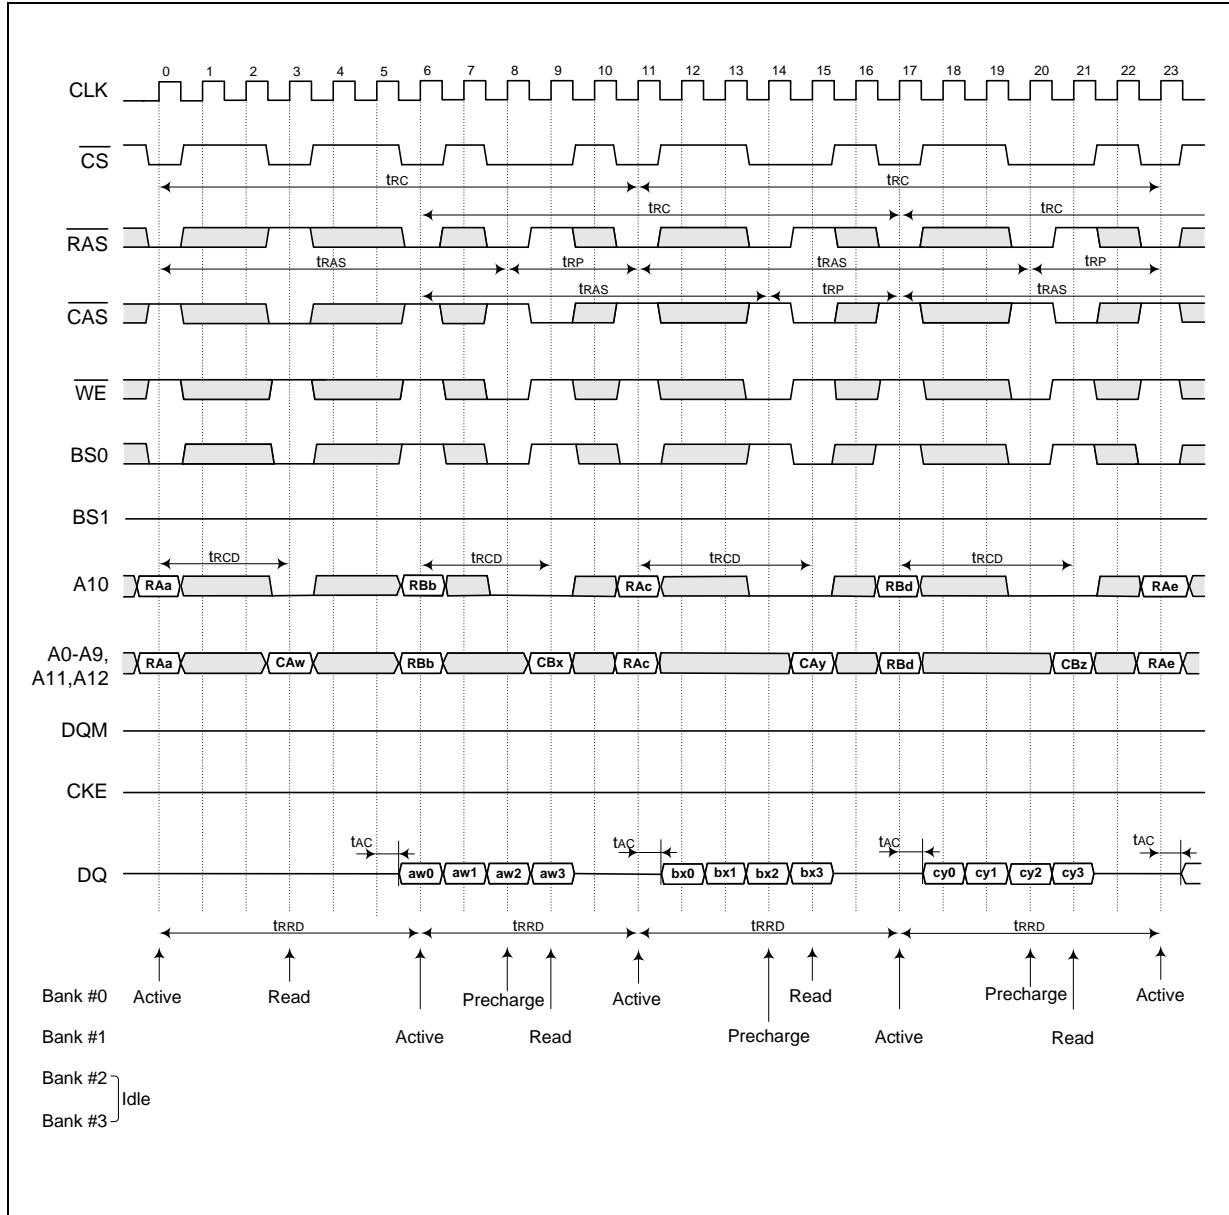 0 1 2 3 4 5 6 7 8 9 10 11 12 13 14 15 16 17 18 19 20 21 22 23
CLK
CS
tRC tRC
tRC tRC
RAS
tRAS tRP tRAS tRP
tRAS tRP tRAS
CAS
WE
BS0
BS1
tRCD tRCD tRCD tRCD
A10 RAa RBb RAc RBd RAe
A0-A9,
A11,A12
RAa CAw RBb CBx RAc CAy RBd CBz RAe
DQM
CKE
tAC tAC tAC tAC
DQ aw0 aw1 aw2 aw3 bx0 bx1 bx2 bx3 cy0 cy1 cy2 cy3
tRRD tRRD tRRD tRRD
Bank #0 Active Read Precharge Active Read Precharge Active
Bank #1 Active Read Precharge Active Read
Bank #2
Idle
Bank #3